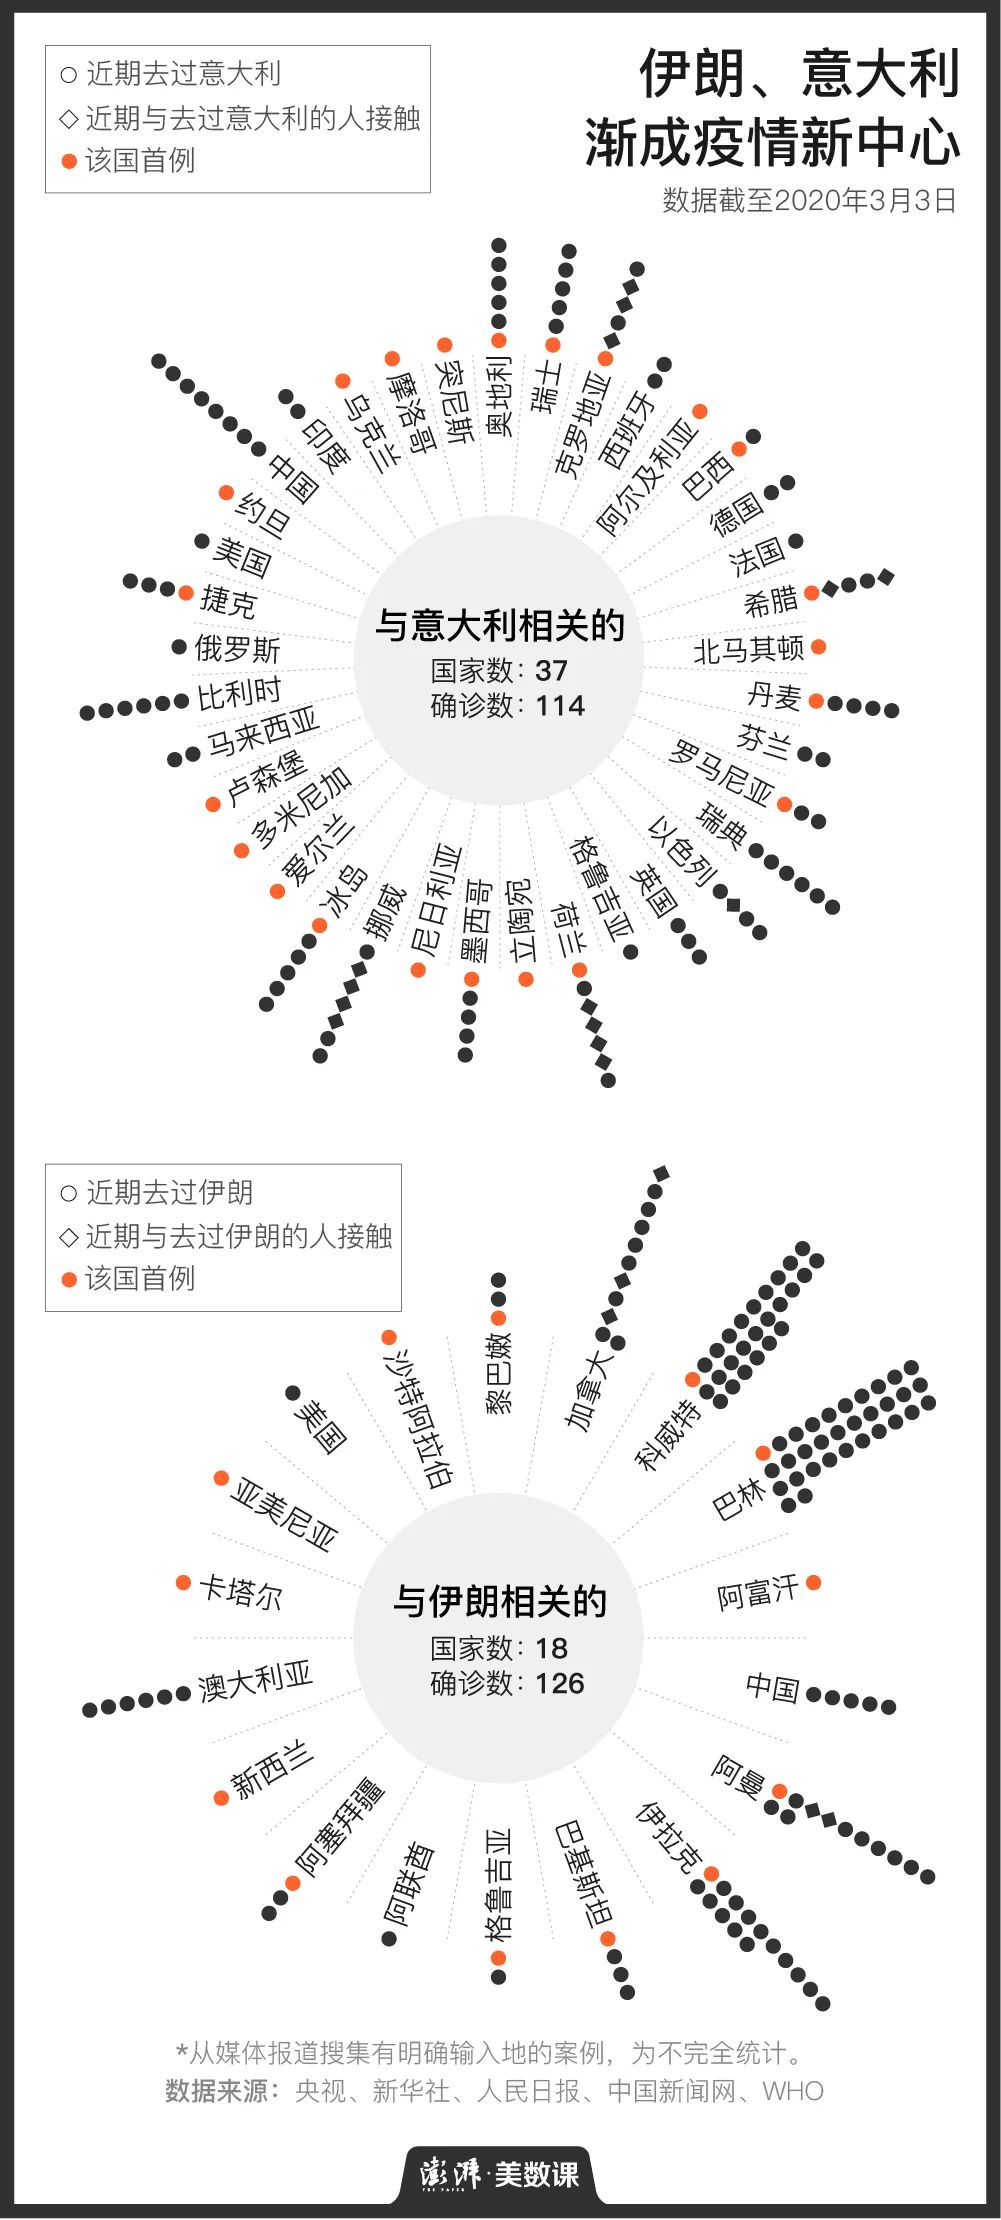 近期去过意大利
近期与去过意大利的人接触
该国首例
伊朗、意大利
渐成疫情新中心
数据截至2020年3月3日
奥地利
瑞士
克罗地亚
西班牙
阿尔及利亚
巴西
德国
法国
希腊
北马其顿
丹麦
芬兰
罗马尼亚
瑞典
以色列
英国
格鲁吉亚
荷兰
立陶宛
墨西哥
尼日利亚
挪威
冰岛
爱尔兰
多米尼加
卢森堡
马来西亚
比利时
俄罗斯
捷克
美国
约旦
中国
印度
乌克兰
摩洛哥
突尼斯
与意大利相关的
国家数：37
确诊数：114
近期去过伊朗
近期与去过伊朗的人接触
该国首例
黎巴嫩
加拿大
科威特
巴林
阿富汗
中国
阿曼
伊拉克
巴基斯坦
格鲁吉亚
阿联酋
阿塞拜疆
新西兰
澳大利亚
卡塔尔
亚美尼亚
美国
沙特阿拉伯
与伊朗相关的
国家数：18
确诊数：126
*从媒体报道搜集有明确输入地的案例，为不完全统计。
数据来源：央视、新华社、人民日报、中国新闻网、WHO
澎湃·美数课
THE PAPER